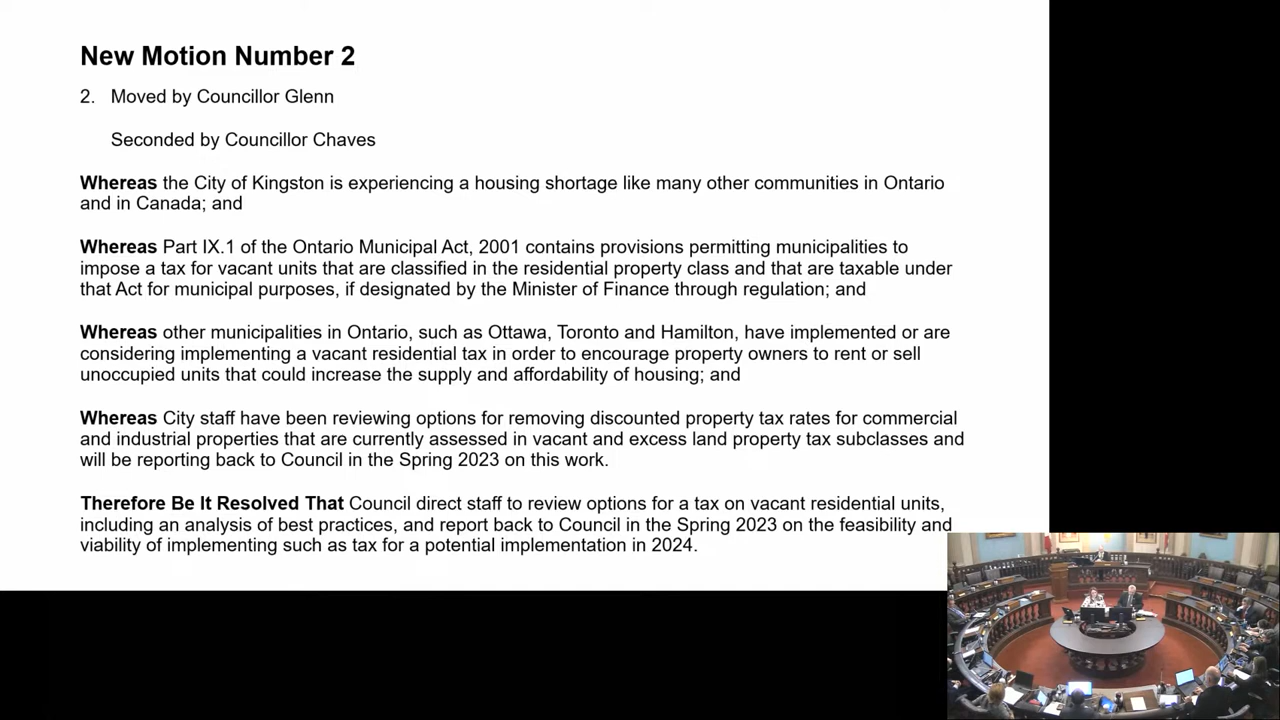 New Motion Number 2
2. Moved by Councillor Glenn
Seconded by Councillor Chaves
Whereas the City of Kingston is experiencing a housing shortage like many other communities in Ontario
and in Canada; and
Whereas Part IX.1 of the Ontario Municipal Act, 2001 contains provisions permitting municipalities to
impose a tax for vacant units that are classified in the residential property class and that are taxable under
that Act for municipal purposes, if designated by the Minister of Finance through regulation; and
Whereas other municipalities in Ontario, such as Ottawa, Toronto and Hamilton, have implemented or are
considering implementing a vacant residential tax in order to encourage property owners to rent or sell
unoccupied units that could increase the supply and affordability of housing; and
Whereas City staff have been reviewing options for removing discounted property tax rates for commercial
and industrial properties that are currently assessed in vacant and excess land property tax subclasses and
will be reporting back to Council in the Spring 2023 on this work.
Therefore Be It Resolved That Council direct staff to review options for a tax on vacant residential units,
including an analysis of best practices, and report back to Council in the Spring 2023 on the feasibility and
viability of implementing such as tax for a potential implementation in 2024.